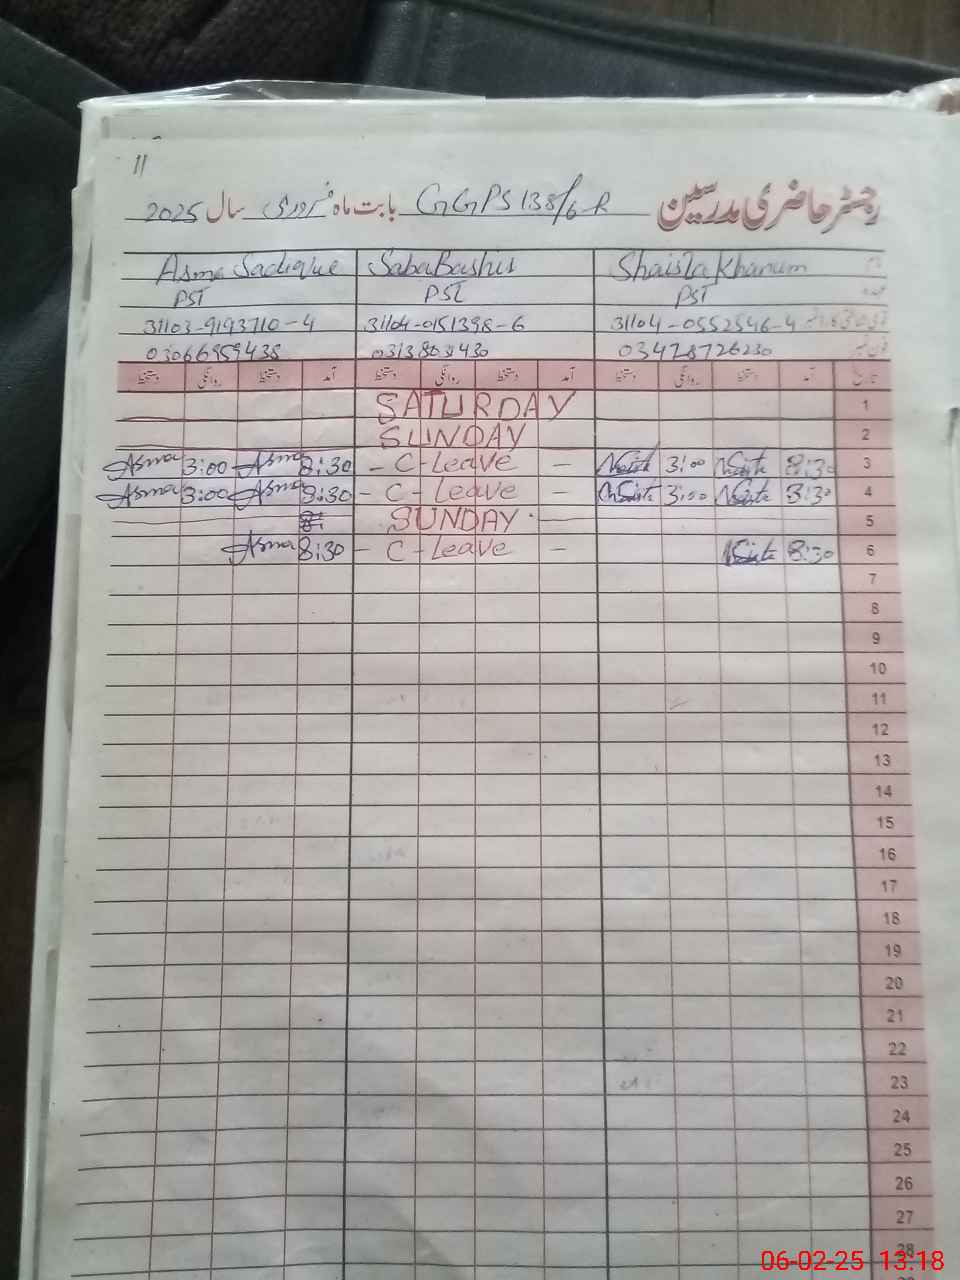 11
رجسٹر حاضری مدرسین GGPS 138/6-R بابت ماہ فروری سال 2025
Shaista Khanum Saba Bashir Asma Sadique
PST PST PST
31104-0552546-4 31104-0151398-6 31103-9193710-4
03478726230 03138031430 03066959438
تاریخ آمد دستخط روانگی دستخط آمد دستخط روانگی دستخط آمد دستخط روانگی دستخط
1 SATURDAY
2 SUNDAY
3 8:30 3:00 - C-Leave - 8:30 Asma 3:00 Asma
4 8:30 3:00 - C-Leave - 8:30 Asma 3:00 Asma
5 SUNDAY
6 8:30 - C-Leave - 8:30 Asma
7
8
9
10
11
12
13
14
15
16
17
18
19
20
21
22
23
24
25
26
27
28
06-02-25 13:18